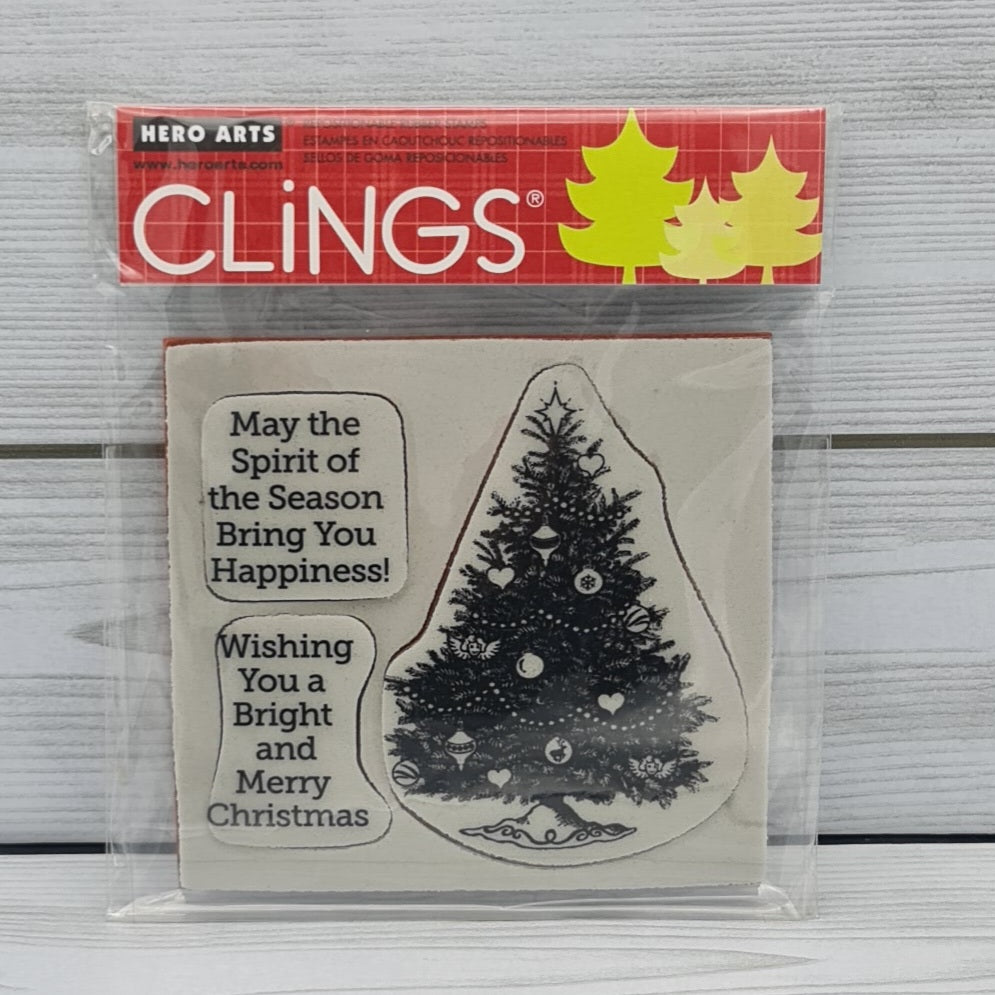 HERO ARTS
www.heroarts.com
REPOSITIONABLE RUBBER STAMPS
ESTAMPES EN CAOUTCHOUC REPOSITIONABLES
SELLOS DE GOMA REPOSICIONABLES
CLiNGS®
May the
Spirit of
the Season
Bring You
Happiness!
Wishing
You a
Bright
and
Merry
Christmas